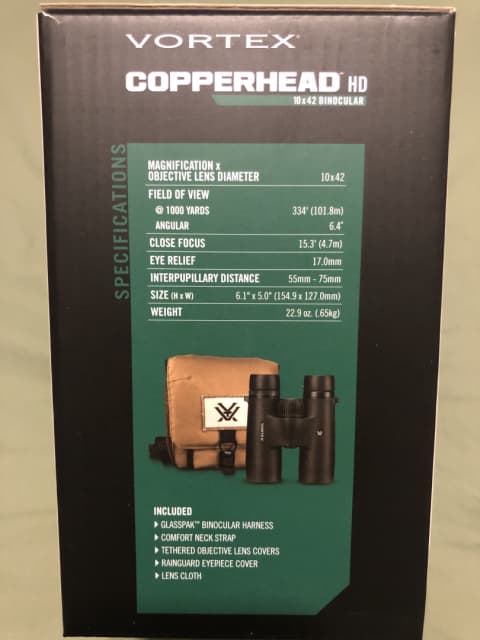 VORTEX®
COPPERHEAD™ HD
10x42 BINOCULAR
SPECIFICATIONS
MAGNIFICATION x
OBJECTIVE LENS DIAMETER 10x42
FIELD OF VIEW
@ 1000 YARDS 334' (101.8m)
ANGULAR 6.4°
CLOSE FOCUS 15.3' (4.7m)
EYE RELIEF 17.0mm
INTERPUPILLARY DISTANCE 55mm - 75mm
SIZE (H x W) 6.1" x 5.0" (154.9 x 127.0mm)
WEIGHT 22.9 oz. (.65kg)
INCLUDED
GLASSPAK™ BINOCULAR HARNESS
COMFORT NECK STRAP
TETHERED OBJECTIVE LENS COVERS
RAINGUARD EYEPIECE COVER
LENS CLOTH